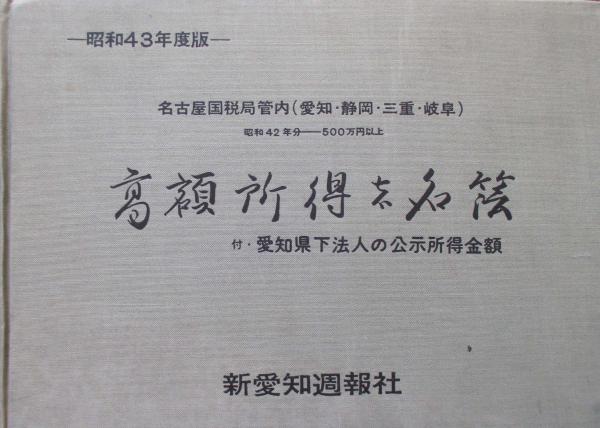 —昭和43年度版—
名古屋国税局管内(愛知・静岡・三重・岐阜)
昭和42年分——500万円以上
高額所得者名簿
付・愛知県下法人の公示所得金額
新愛知週報社